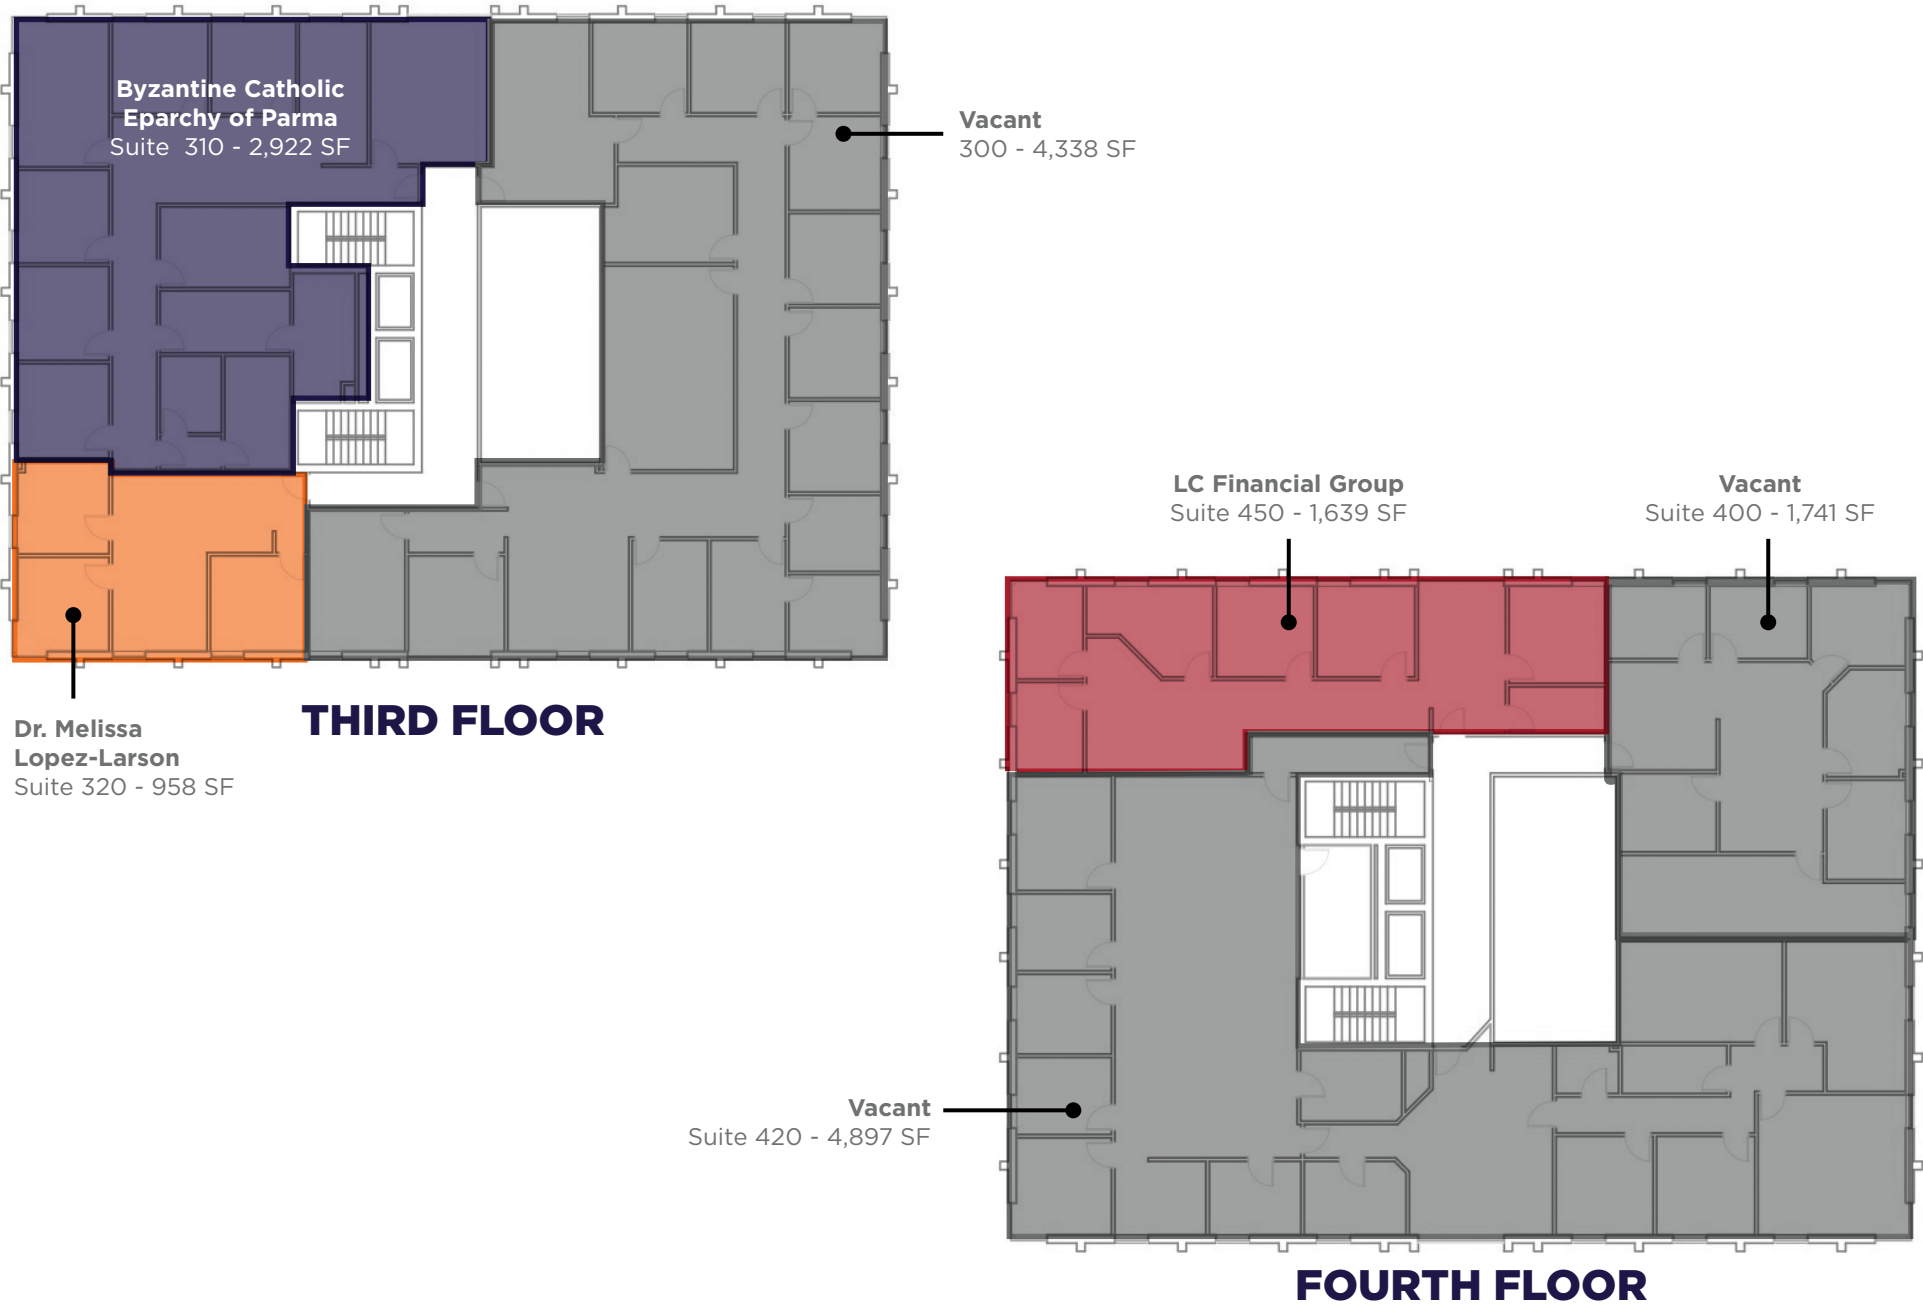 Byzantine Catholic
Eparchy of Parma
Suite 310 - 2,922 SF
Vacant
300 - 4,338 SF
Dr. Melissa
Lopez-Larson
Suite 320 - 958 SF
THIRD FLOOR
LC Financial Group
Suite 450 - 1,639 SF
Vacant
Suite 400 - 1,741 SF
Vacant
Suite 420 - 4,897 SF
FOURTH FLOOR